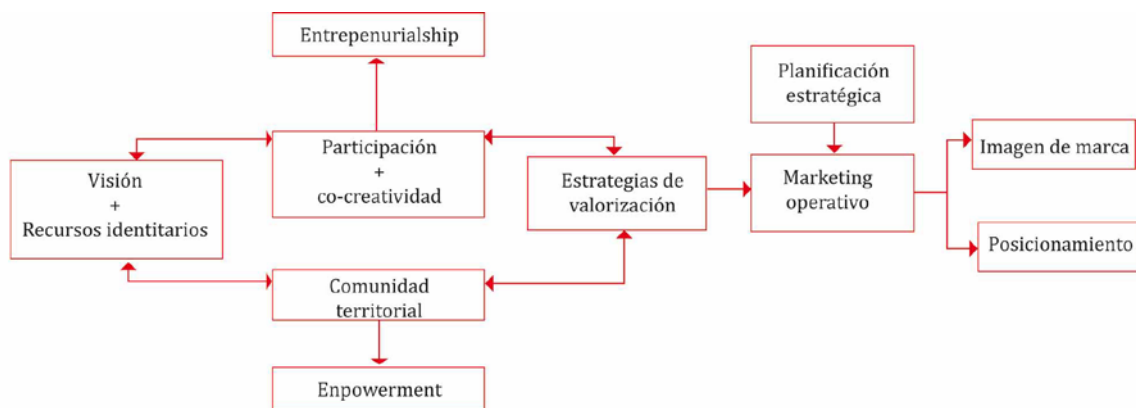 Entrepenurialship
Planificación
estratégica
Participación
+
co-creatividad
Visión
+
Recursos identitarios
Estrategias de
valorización
Marketing
operativo
Imagen de marca
Posicionamiento
Comunidad
territorial
Enpowerment